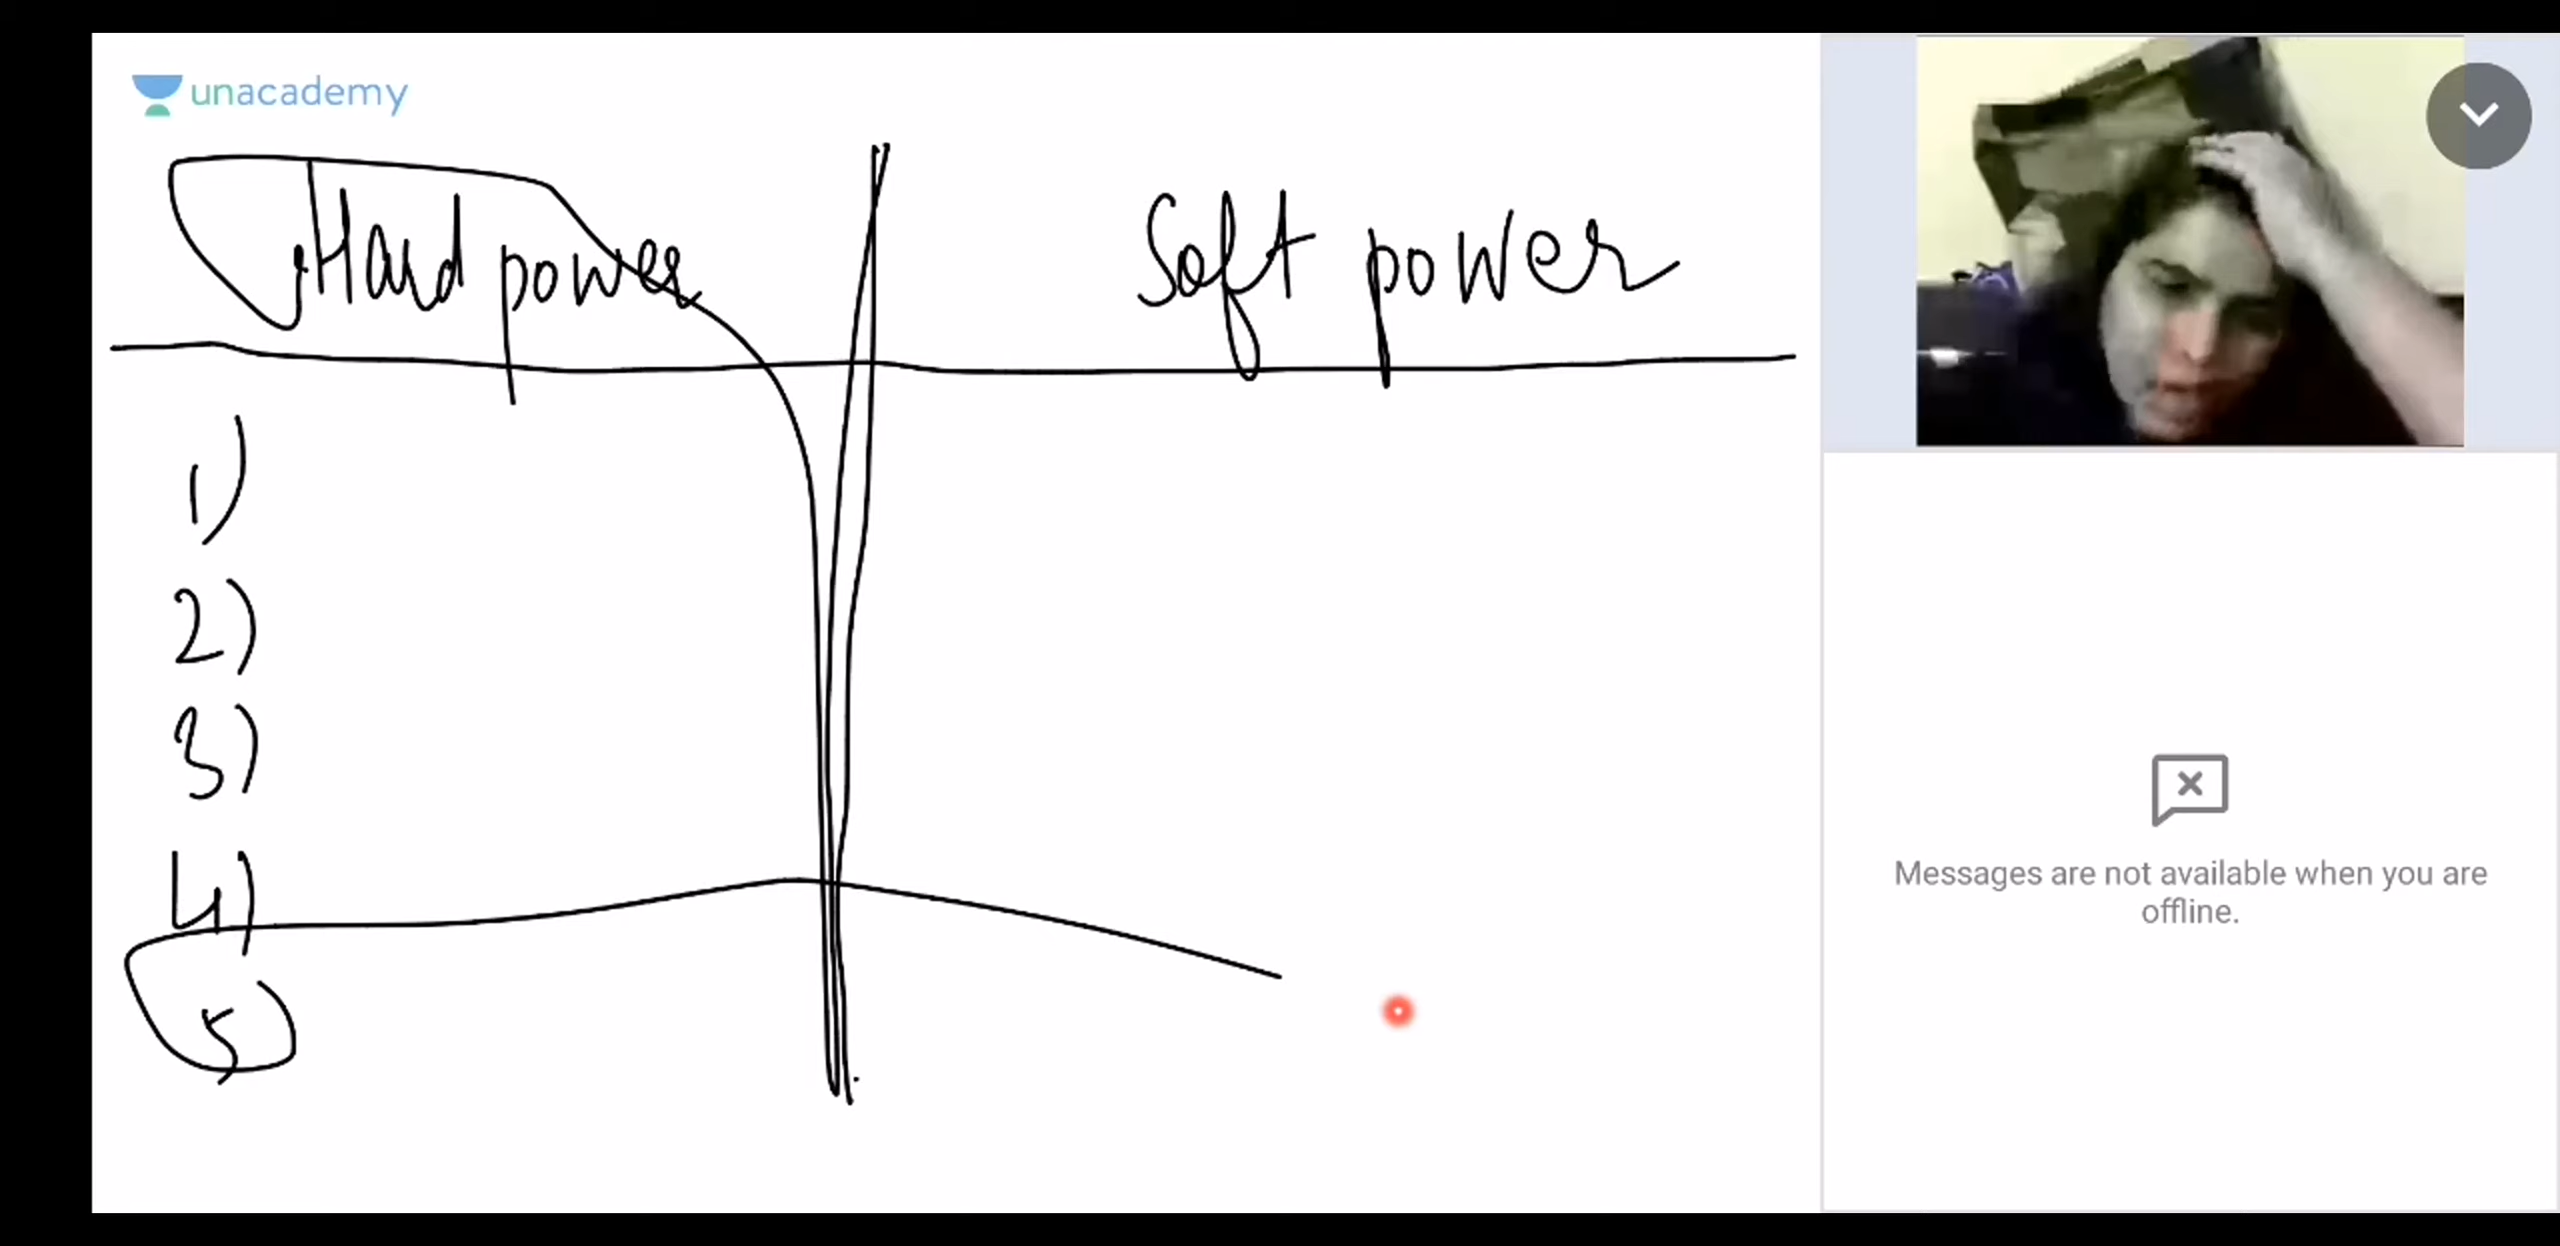 unacademy
Hard power
Soft power
1)
2)
3)
4)
5)
Messages are not available when you are
offline.